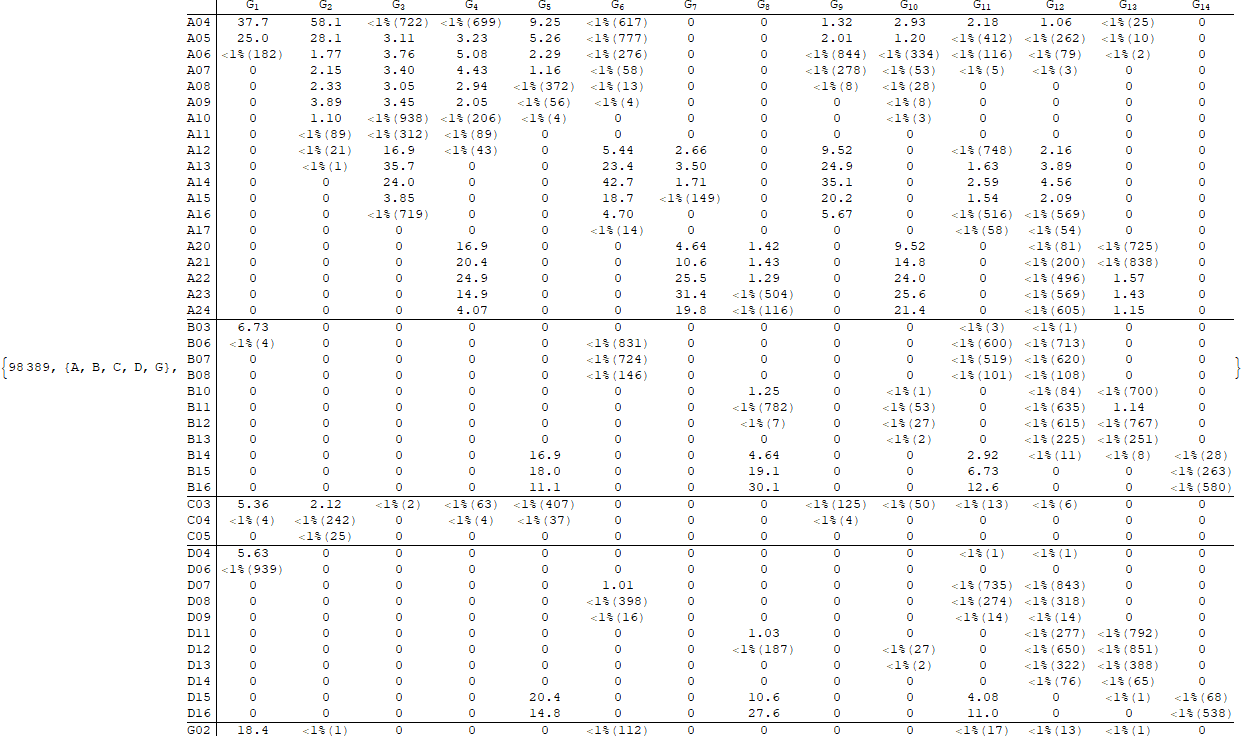 G1 G2 G3 G4 G5 G6 G7 G8 G9 G10 G11 G12 G13 G14
A04 37.7 58.1 <1%(722) <1%(699) 9.25 <1%(617) 0 0 1.32 2.93 2.18 1.06 <1%(25) 0
A05 25.0 28.1 3.11 3.23 5.26 <1%(777) 0 0 2.01 1.20 <1%(412) <1%(262) <1%(10) 0
A06 <1%(182) 1.77 3.76 5.08 2.29 <1%(276) 0 0 <1%(844) <1%(334) <1%(116) <1%(79) <1%(2) 0
A07 0 2.15 3.40 4.43 1.16 <1%(58) 0 0 <1%(278) <1%(53) <1%(5) <1%(3) 0 0
A08 0 2.33 3.05 2.94 <1%(372) <1%(13) 0 0 <1%(8) <1%(28) 0 0 0 0
A09 0 3.89 3.45 2.05 <1%(56) <1%(4) 0 0 0 <1%(8) 0 0 0 0
A10 0 1.10 <1%(938) <1%(206) <1%(4) 0 0 0 0 <1%(3) 0 0 0 0
A11 0 <1%(89) <1%(312) <1%(89) 0 0 0 0 0 0 0 0 0 0
A12 0 <1%(21) 16.9 <1%(43) 0 5.44 2.66 0 9.52 0 <1%(748) 2.16 0 0
A13 0 <1%(1) 35.7 0 0 23.4 3.50 0 24.9 0 1.63 3.89 0 0
A14 0 0 24.0 0 0 42.7 1.71 0 35.1 0 2.59 4.56 0 0
A15 0 0 3.85 0 0 18.7 <1%(149) 0 20.2 0 1.54 2.09 0 0
A16 0 0 <1%(719) 0 0 4.70 0 0 5.67 0 <1%(516) <1%(569) 0 0
A17 0 0 0 0 0 <1%(14) 0 0 0 0 <1%(58) <1%(54) 0 0
A20 0 0 0 16.9 0 0 4.64 1.42 0 9.52 0 <1%(81) <1%(725) 0
A21 0 0 0 20.4 0 0 10.6 1.43 0 14.8 0 <1%(200) <1%(838) 0
A22 0 0 0 24.9 0 0 25.5 1.29 0 24.0 0 <1%(496) 1.57 0
A23 0 0 0 14.9 0 0 31.4 <1%(504) 0 25.6 0 <1%(569) 1.43 0
A24 0 0 0 4.07 0 0 19.8 <1%(116) 0 21.4 0 <1%(605) 1.15 0
B03 6.73 0 0 0 0 0 0 0 0 0 <1%(3) <1%(1) 0 0
B06 <1%(4) 0 0 0 0 <1%(831) 0 0 0 0 <1%(600) <1%(713) 0 0
{98389, {A, B, C, D, G}, B07 0 0 0 0 0 <1%(724) 0 0 0 0 <1%(519) <1%(620) 0 0 }
B08 0 0 0 0 0 <1%(146) 0 0 0 0 <1%(101) <1%(108) 0 0
B10 0 0 0 0 0 0 0 1.25 0 <1%(1) 0 <1%(84) <1%(700) 0
B11 0 0 0 0 0 0 0 <1%(782) 0 <1%(53) 0 <1%(635) 1.14 0
B12 0 0 0 0 0 0 0 <1%(7) 0 <1%(27) 0 <1%(615) <1%(767) 0
B13 0 0 0 0 0 0 0 0 0 <1%(2) 0 <1%(225) <1%(251) 0
B14 0 0 0 0 16.9 0 0 4.64 0 0 2.92 <1%(11) <1%(8) <1%(28)
B15 0 0 0 0 18.0 0 0 19.1 0 0 6.73 0 0 <1%(263)
B16 0 0 0 0 11.1 0 0 30.1 0 0 12.6 0 0 <1%(580)
C03 5.36 2.12 <1%(2) <1%(63) <1%(407) 0 0 0 <1%(125) <1%(50) <1%(13) <1%(6) 0 0
C04 <1%(4) <1%(242) 0 <1%(4) <1%(37) 0 0 0 <1%(4) 0 0 0 0 0
C05 0 <1%(25) 0 0 0 0 0 0 0 0 0 0 0 0
D04 5.63 0 0 0 0 0 0 0 0 0 <1%(1) <1%(1) 0 0
D06 <1%(939) 0 0 0 0 0 0 0 0 0 0 0 0 0
D07 0 0 0 0 0 1.01 0 0 0 0 <1%(735) <1%(843) 0 0
D08 0 0 0 0 0 <1%(398) 0 0 0 0 <1%(274) <1%(318) 0 0
D09 0 0 0 0 0 <1%(16) 0 0 0 0 <1%(14) <1%(14) 0 0
D11 0 0 0 0 0 0 0 1.03 0 0 0 <1%(277) <1%(792) 0
D12 0 0 0 0 0 0 0 <1%(187) 0 <1%(27) 0 <1%(650) <1%(851) 0
D13 0 0 0 0 0 0 0 0 0 <1%(2) 0 <1%(322) <1%(388) 0
D14 0 0 0 0 0 0 0 0 0 0 0 <1%(76) <1%(65) 0
D15 0 0 0 0 20.4 0 0 10.6 0 0 4.08 0 <1%(1) <1%(68)
D16 0 0 0 0 14.8 0 0 27.6 0 0 11.0 0 0 <1%(538)
G02 18.4 <1%(1) 0 0 0 <1%(112) 0 0 0 0 <1%(17) <1%(13) <1%(1) 0